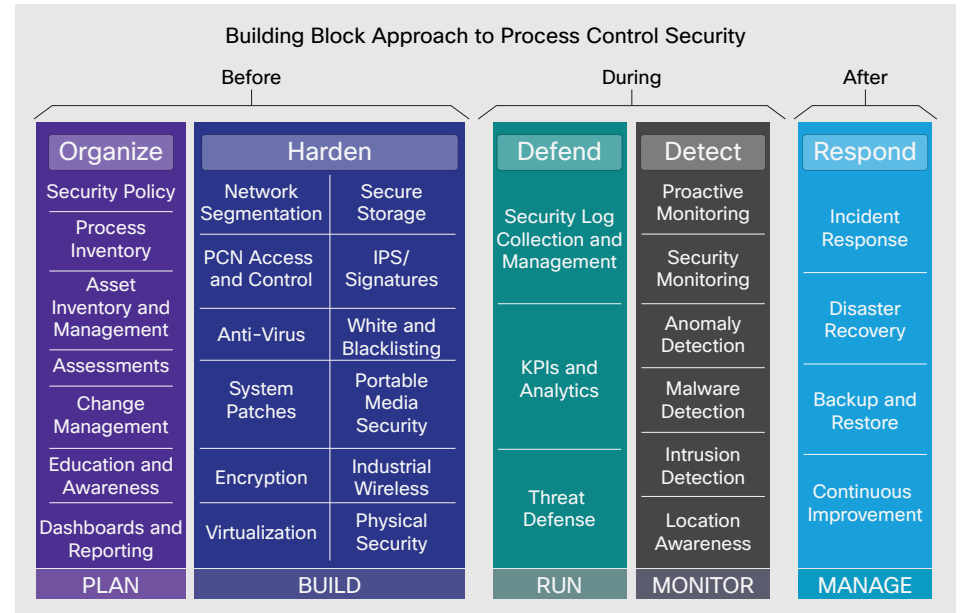 Building Block Approach to Process Control Security
Before
During
After
Organize
Security Policy
Process
Inventory
Asset
Inventory and
Management
Assessments
Change
Management
Education and
Awareness
Dashboards and
Reporting
PLAN
Harden
Network
Segmentation
PCN Access
and Control
Anti-Virus
System
Patches
Encryption
Virtualization
Secure
Storage
IPS/
Signatures
White and
Blacklisting
Portable
Media
Security
Industrial
Wireless
Physical
Security
BUILD
Defend
Security Log
Collection and
Management
KPIs and
Analytics
Threat
Defense
RUN
Detect
Proactive
Monitoring
Security
Monitoring
Anomaly
Detection
Malware
Detection
Intrusion
Detection
Location
Awareness
MONITOR
Respond
Incident
Response
Disaster
Recovery
Backup and
Restore
Continuous
Improvement
MANAGE